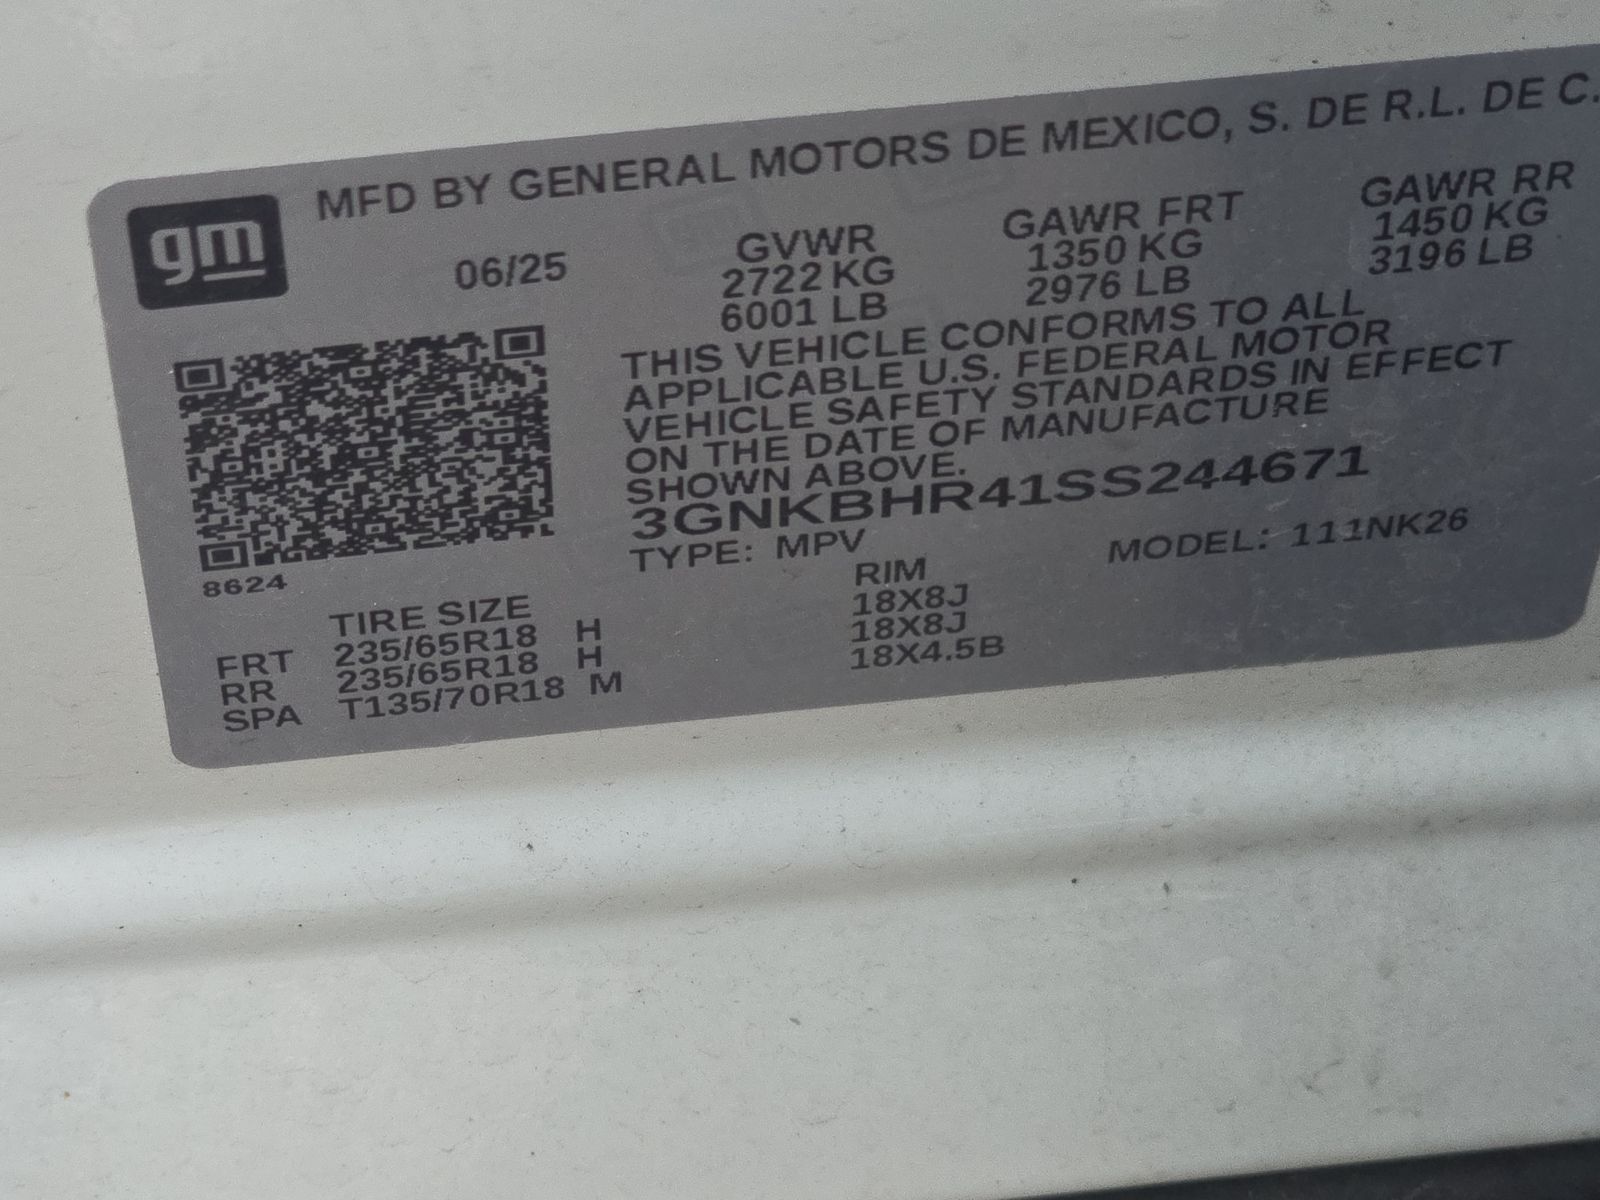 gm
MFD BY GENERAL MOTORS DE MEXICO, S. DE R.L. DE C.
06/25
GVWR GAWR FRT GAWR RR
2722 KG 1350 KG 1450 KG
6001 LB 2976 LB 3196 LB
THIS VEHICLE CONFORMS TO ALL
APPLICABLE U.S. FEDERAL MOTOR
VEHICLE SAFETY STANDARDS IN EFFECT
ON THE DATE OF MANUFACTURE
SHOWN ABOVE.
3GNKBHR41SS244671
TYPE: MPV MODEL: 111NK26
8624
TIRE SIZE RIM
FRT 235/65R18 H 18X8J
RR 235/65R18 H 18X8J
SPA T135/70R18 M 18X4.5B